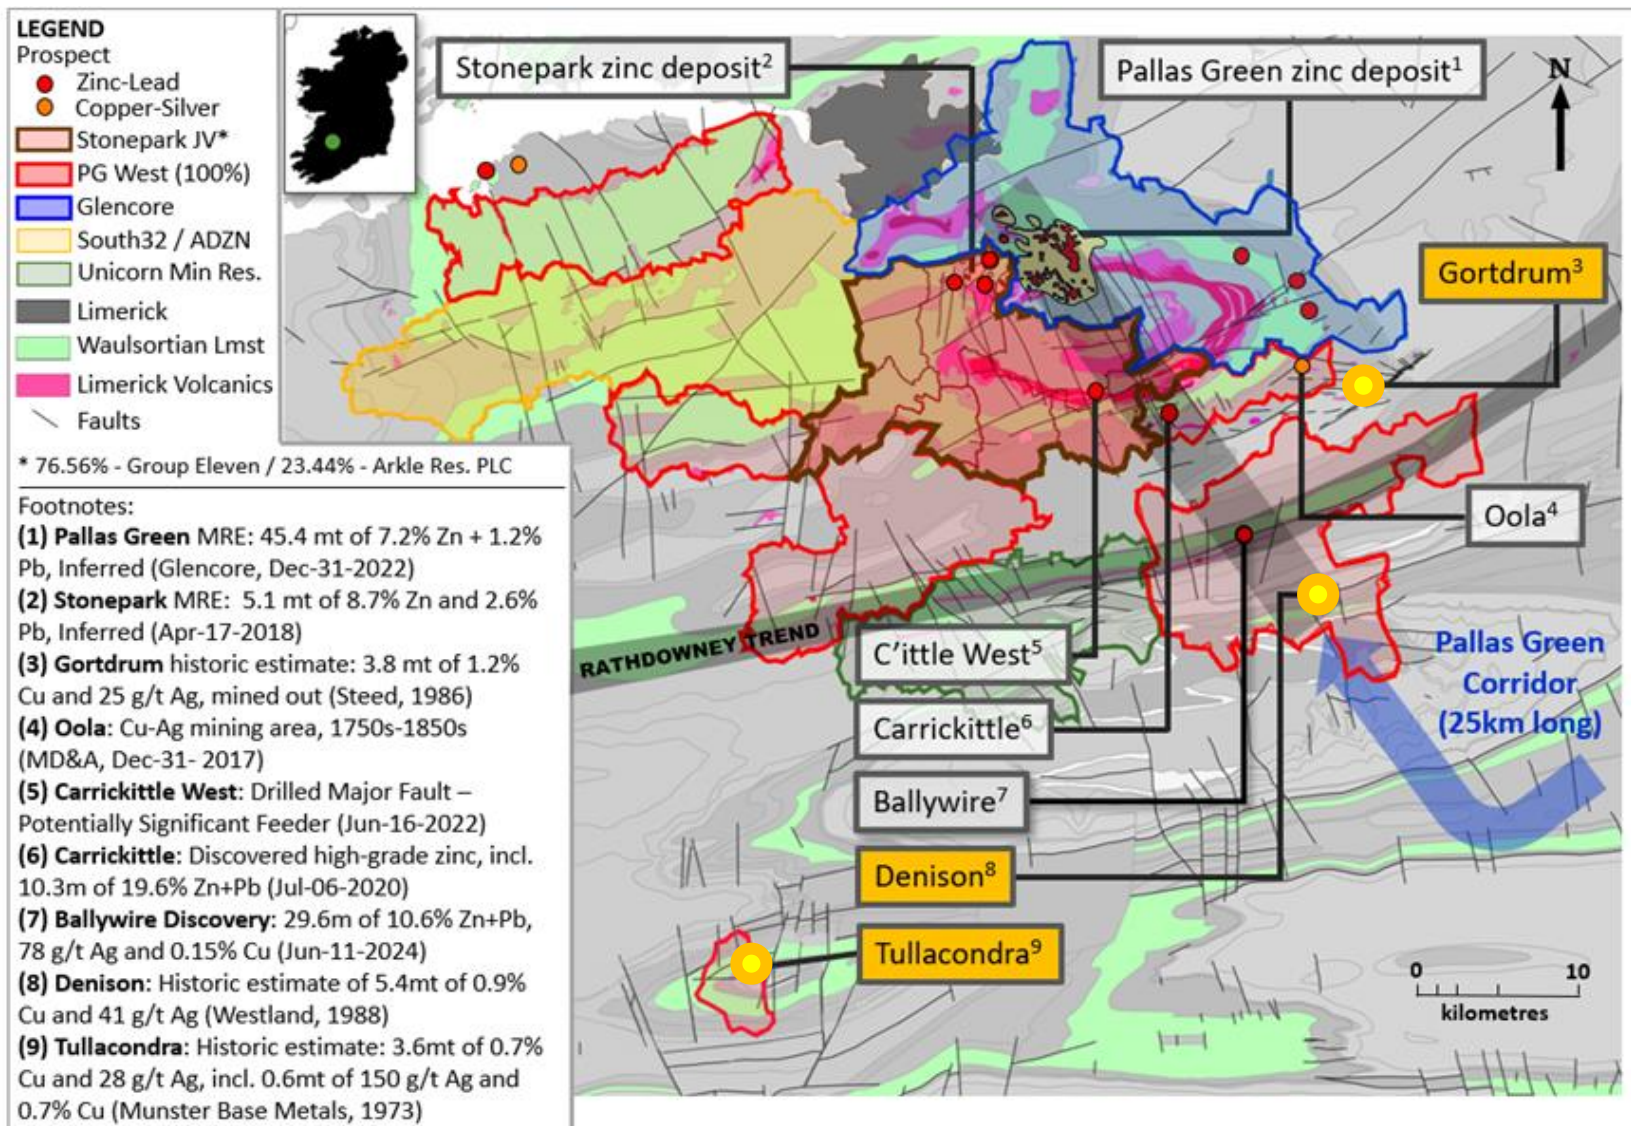 LEGEND
Prospect
Zinc-Lead
Copper-Silver
Stonepark JV*
PG West (100%)
Glencore
South32 / ADZN
Unicorn Min Res.
Limerick
Waulsortian Lmst
Limerick Volcanics
Faults
* 76.56% - Group Eleven / 23.44% - Arkle Res. PLC
Footnotes:
(1) Pallas Green MRE: 45.4 mt of 7.2% Zn + 1.2%
Pb, Inferred (Glencore, Dec-31-2022)
(2) Stonepark MRE:  5.1 mt of 8.7% Zn and 2.6%
Pb, Inferred (Apr-17-2018)
(3) Gortdrum historic estimate: 3.8 mt of 1.2%
Cu and 25 g/t Ag, mined out (Steed, 1986)
(4) Oola: Cu-Ag mining area, 1750s-1850s
(MD&A, Dec-31- 2017)
(5) Carrickittle West: Drilled Major Fault –
Potentially Significant Feeder (Jun-16-2022)
(6) Carrickittle: Discovered high-grade zinc, incl.
10.3m of 19.6% Zn+Pb (Jul-06-2020)
(7) Ballywire Discovery: 29.6m of 10.6% Zn+Pb,
78 g/t Ag and 0.15% Cu (Jun-11-2024)
(8) Denison: Historic estimate of 5.4mt of 0.9%
Cu and 41 g/t Ag (Westland, 1988)
(9) Tullacondra: Historic estimate: 3.6mt of 0.7%
Cu and 28 g/t Ag, incl. 0.6mt of 150 g/t Ag and
0.7% Cu (Munster Base Metals, 1973)
Stonepark zinc deposit²
Pallas Green zinc deposit¹
N
Gortdrum³
Oola⁴
RATHDOWNEY TREND
C'ittle West⁵
Carrickittle⁶
Ballywire⁷
Denison⁸
Tullacondra⁹
Pallas Green
Corridor
(25km long)
0 10
kilometres